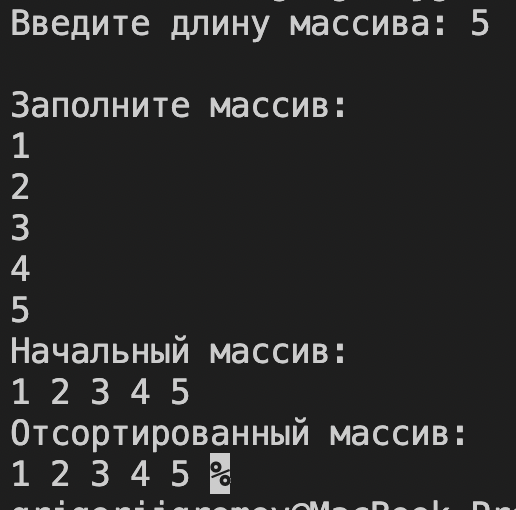 Введите длину массива: 5
Заполните массив:
1
2
3
4
5
Начальный массив:
1 2 3 4 5
Отсортированный массив:
1 2 3 4 5 %